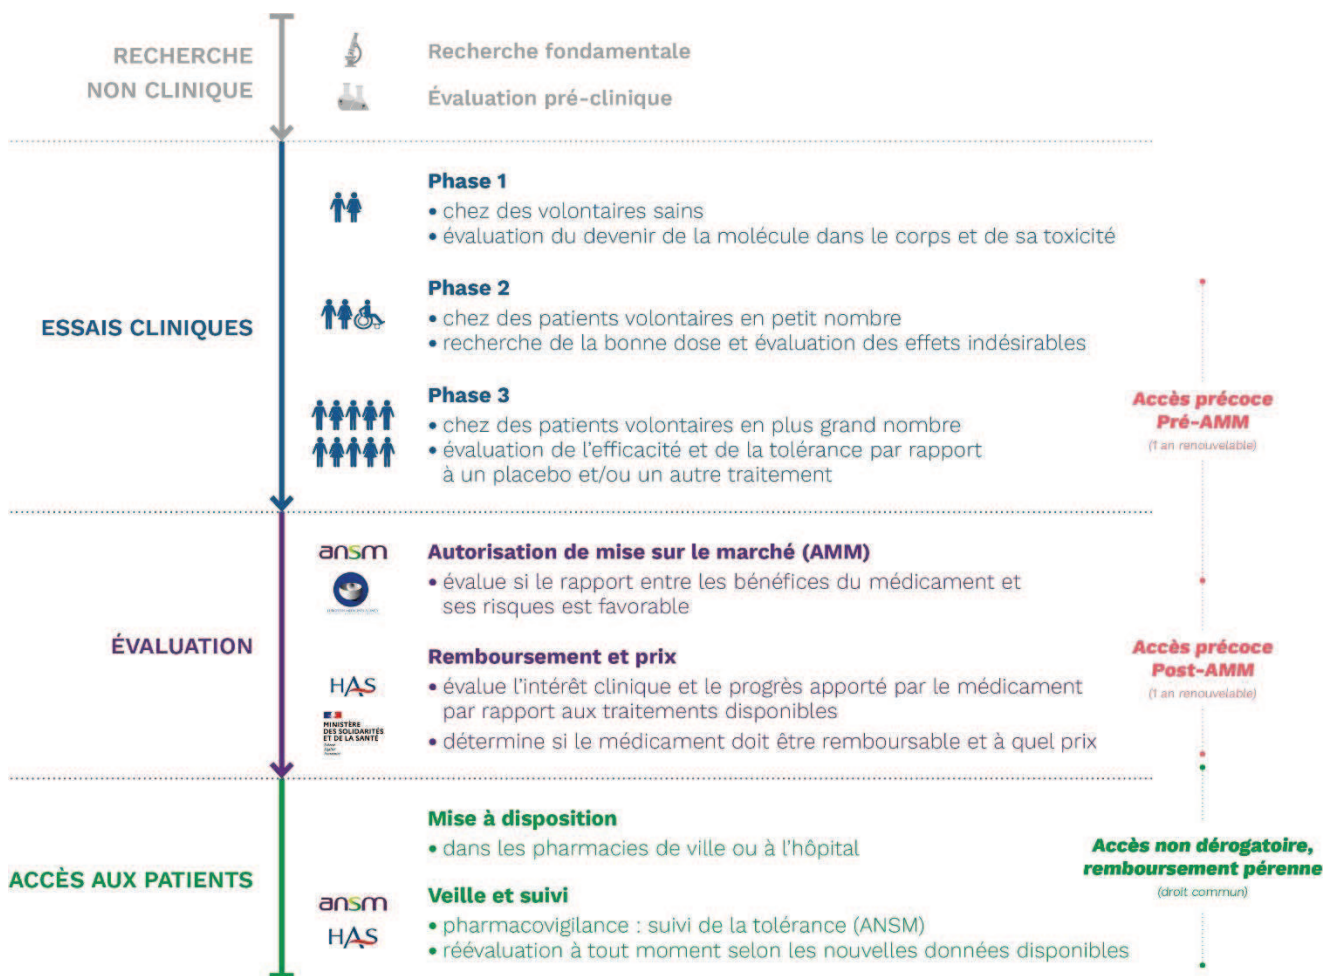 RECHERCHE
NON CLINIQUE
Recherche fondamentale
Évaluation pré-clinique
ESSAIS CLINIQUES
Phase 1
• chez des volontaires sains
• évaluation du devenir de la molécule dans le corps et de sa toxicité
Phase 2
• chez des patients volontaires en petit nombre
• recherche de la bonne dose et évaluation des effets indésirables
Phase 3
• chez des patients volontaires en plus grand nombre
• évaluation de l'efficacité et de la tolérance par rapport
à un placebo et/ou un autre traitement
Accès précoce
Pré-AMM
(1 an renouvelable)
ÉVALUATION
ansm
Autorisation de mise sur le marché (AMM)
• évalue si le rapport entre les bénéfices du médicament et
ses risques est favorable
Remboursement et prix
HAS
• évalue l'intérêt clinique et le progrès apporté par le médicament
par rapport aux traitements disponibles
MINISTÈRE
DES SOLIDARITÉS
ET DE LA SANTÉ
• détermine si le médicament doit être remboursable et à quel prix
Accès précoce
Post-AMM
(1 an renouvelable)
ACCÈS AUX PATIENTS
Mise à disposition
• dans les pharmacies de ville ou à l'hôpital
Veille et suivi
ansm
HAS
• pharmacovigilance : suivi de la tolérance (ANSM)
• réévaluation à tout moment selon les nouvelles données disponibles
Accès non dérogatoire,
remboursement pérenne
(droit commun)